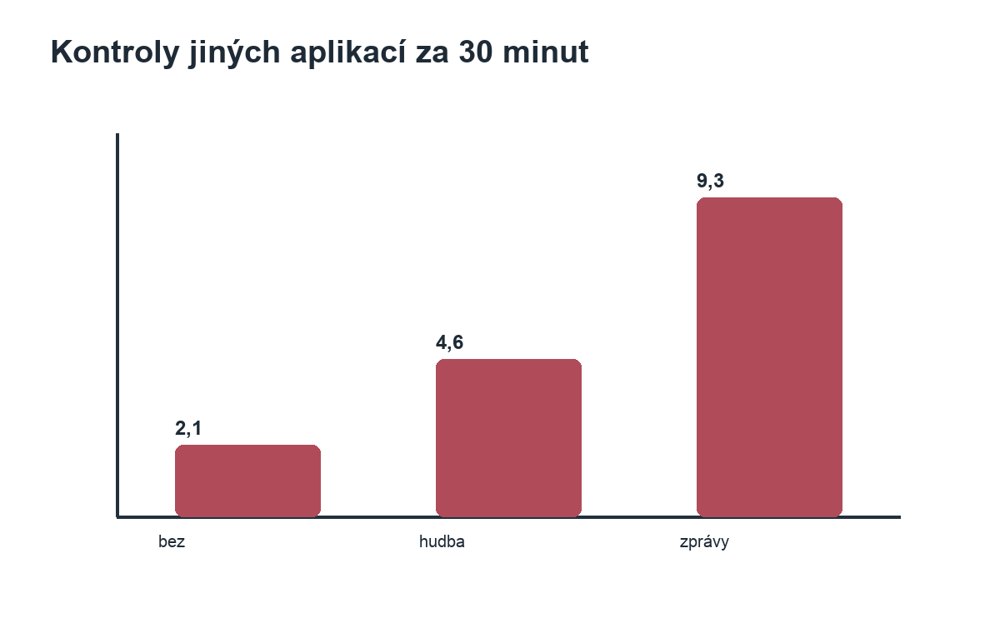 Kontroly jiných aplikací za 30 minut
9,3
4,6
2,1
bez hudba zprávy